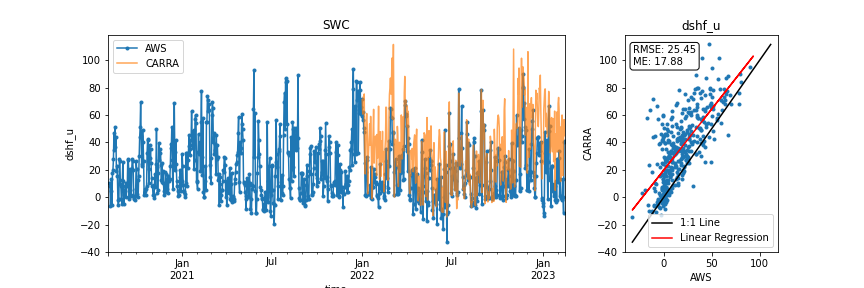 SWC
dshf_u
AWS
CARRA
dshf_u
100
80
60
40
20
0
−20
−40
Jan
2021
Jul
Jan
2022
Jul
Jan
2023
time
RMSE: 25.45
ME: 17.88
CARRA
100
80
60
40
20
0
−20
−40
1:1 Line
Linear Regression
0
50
100
AWS